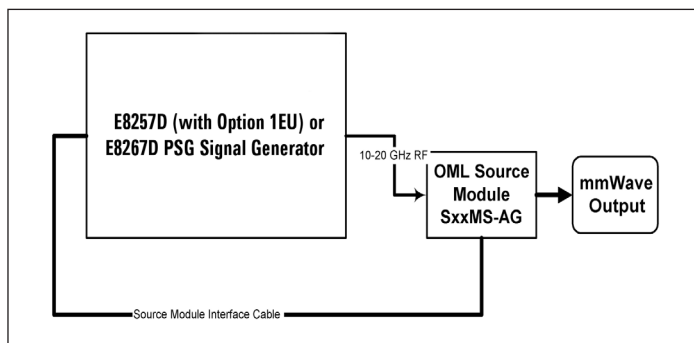 E8257D (with Option 1EU) or
E8267D PSG Signal Generator
10-20 GHz RF
OML Source
Module
SxxMS-AG
mmWave
Output
Source Module Interface Cable